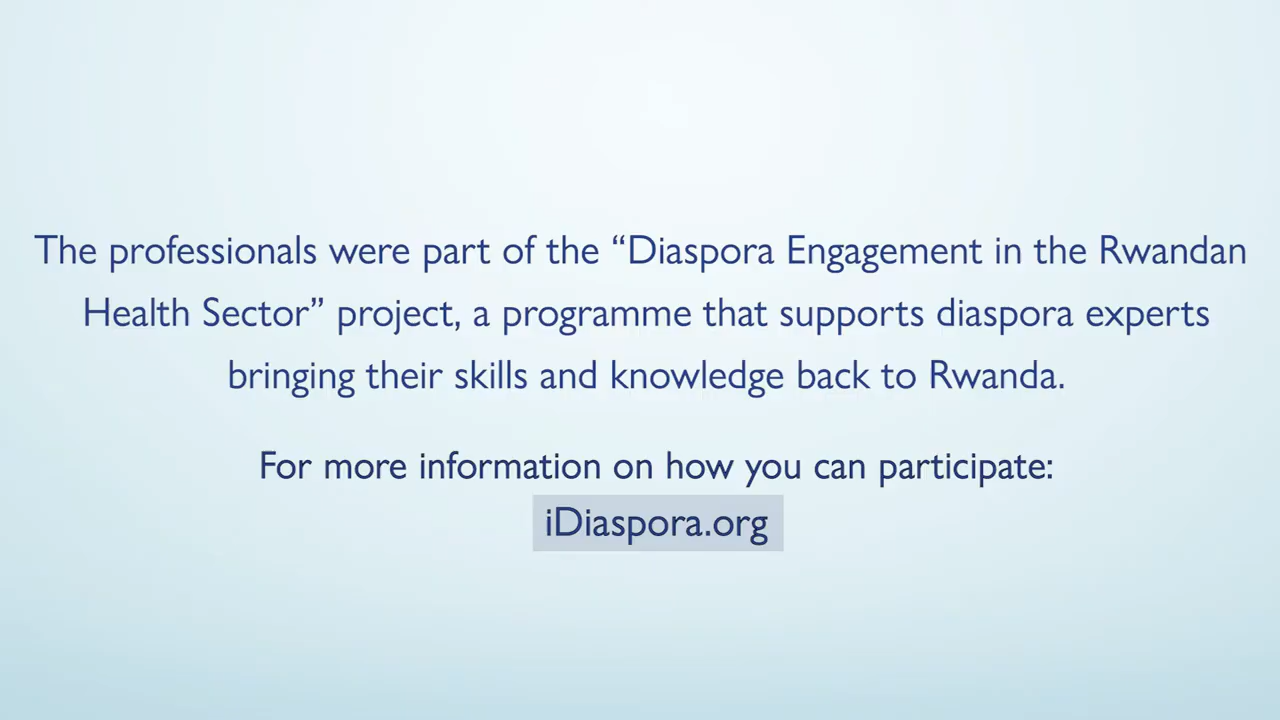 The professionals were part of the “Diaspora Engagement in the Rwandan
Health Sector” project, a programme that supports diaspora experts
bringing their skills and knowledge back to Rwanda.
For more information on how you can participate:
iDiaspora.org